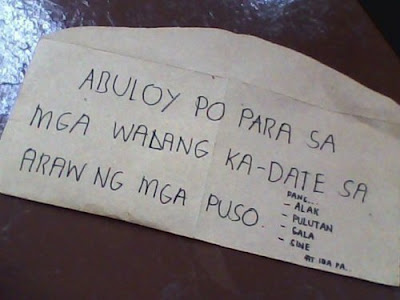 ABULOY PO PARA SA
MGA WALANG KA-DATE SA
ARAW NG MGA PUSO.
PANG...
- ALAK
- PULUTAN
- GALA
- SINE
AT IBA PA..